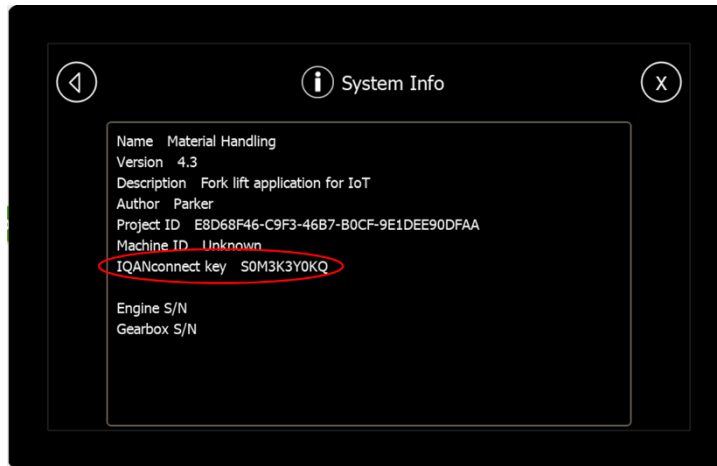 System Info
X
Name Material Handling
Version 4.3
Description Fork lift application for IoT
Author Parker
Project ID E8D68F46-C9F3-46B7-B0CF-9E1DEE90DFAA
Machine ID Unknown
IQANconnect key S0M3K3Y0KQ
Engine S/N
Gearbox S/N